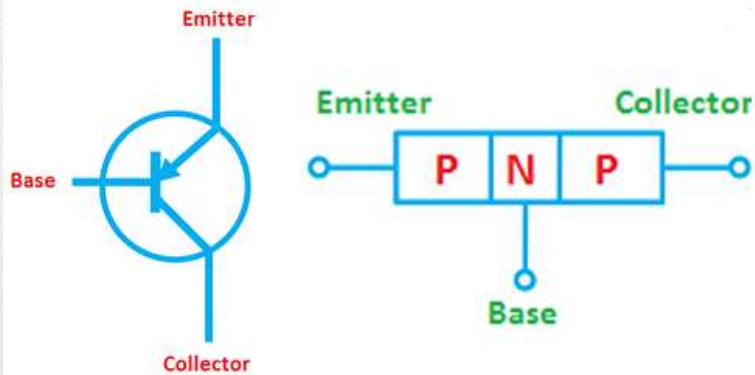 Emitter
Base
Collector
Emitter
Collector
P N P
Base